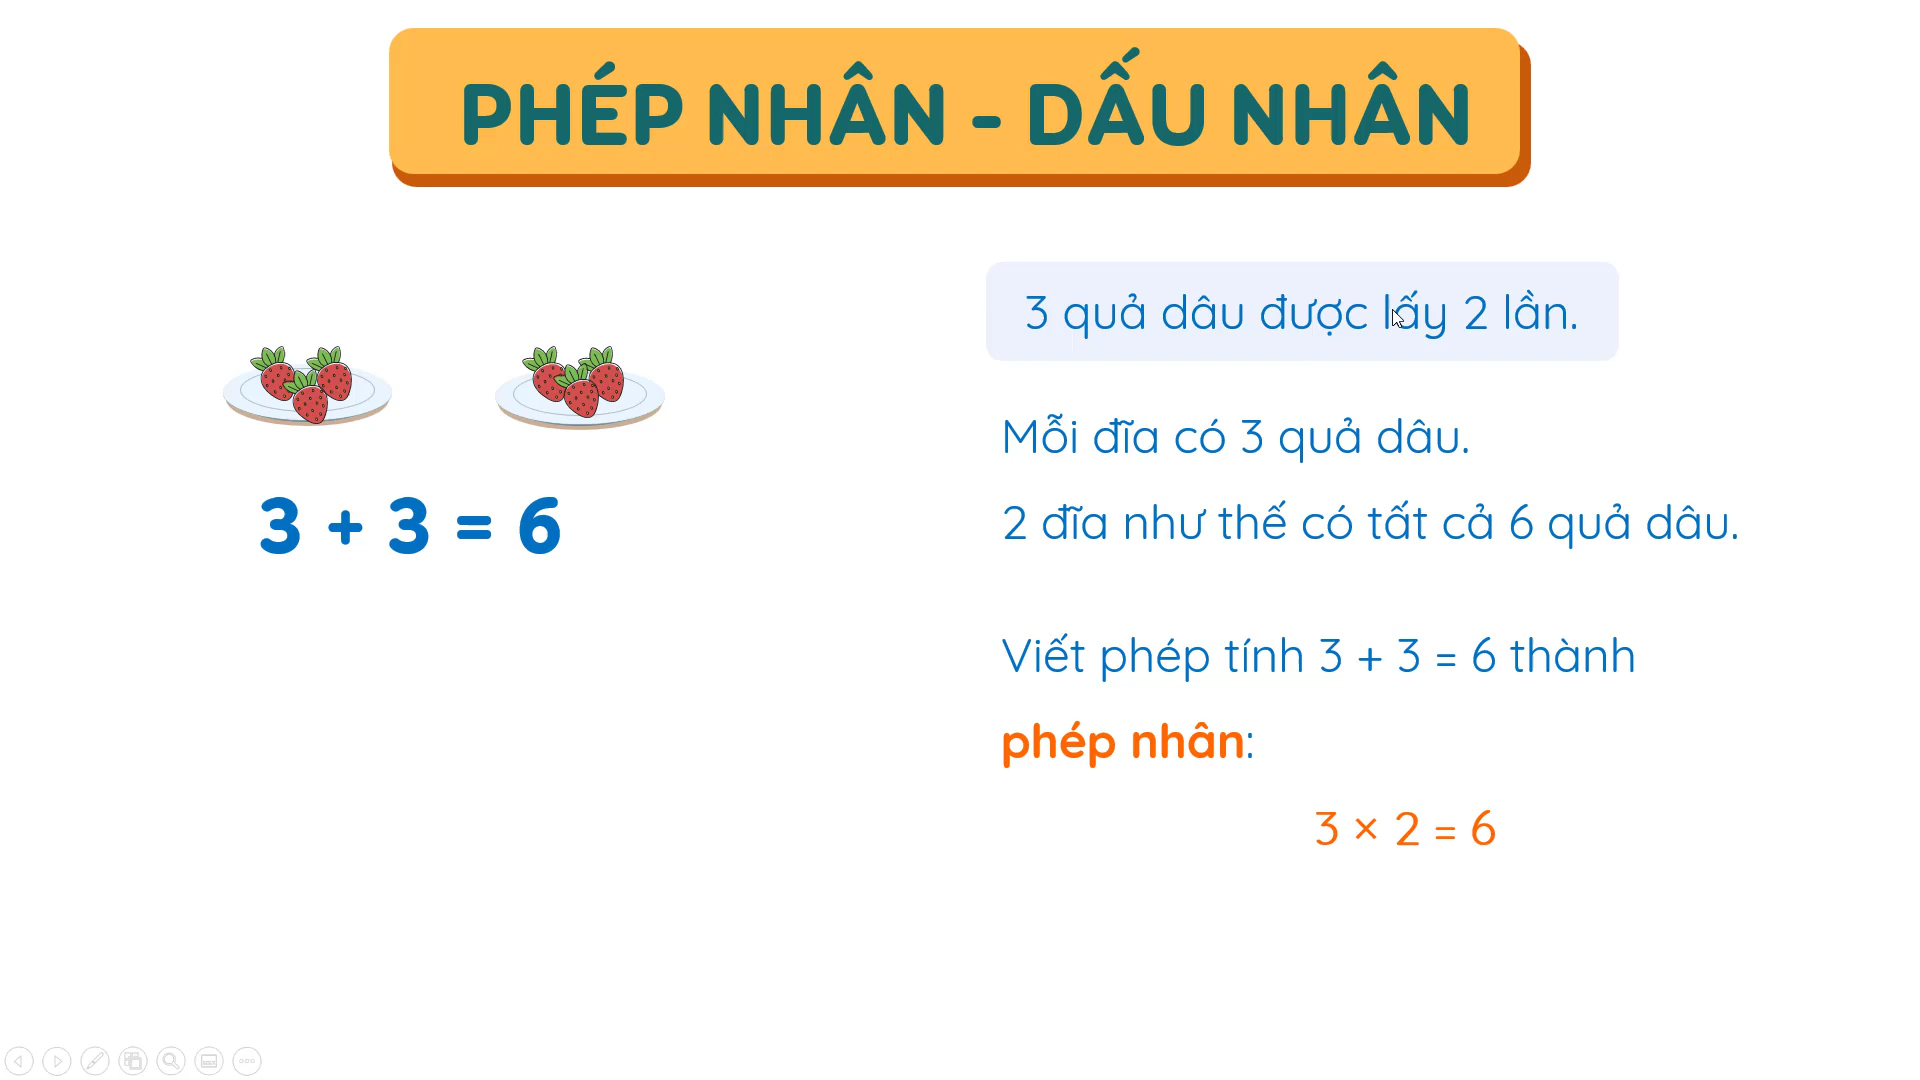 PHÉP NHÂN - DẤU NHÂN
3 + 3 = 6
3 quả dâu được lấy 2 lần.
Mỗi đĩa có 3 quả dâu.
2 đĩa như thế có tất cả 6 quả dâu.
Viết phép tính 3 + 3 = 6 thành
phép nhân:
3 × 2 = 6